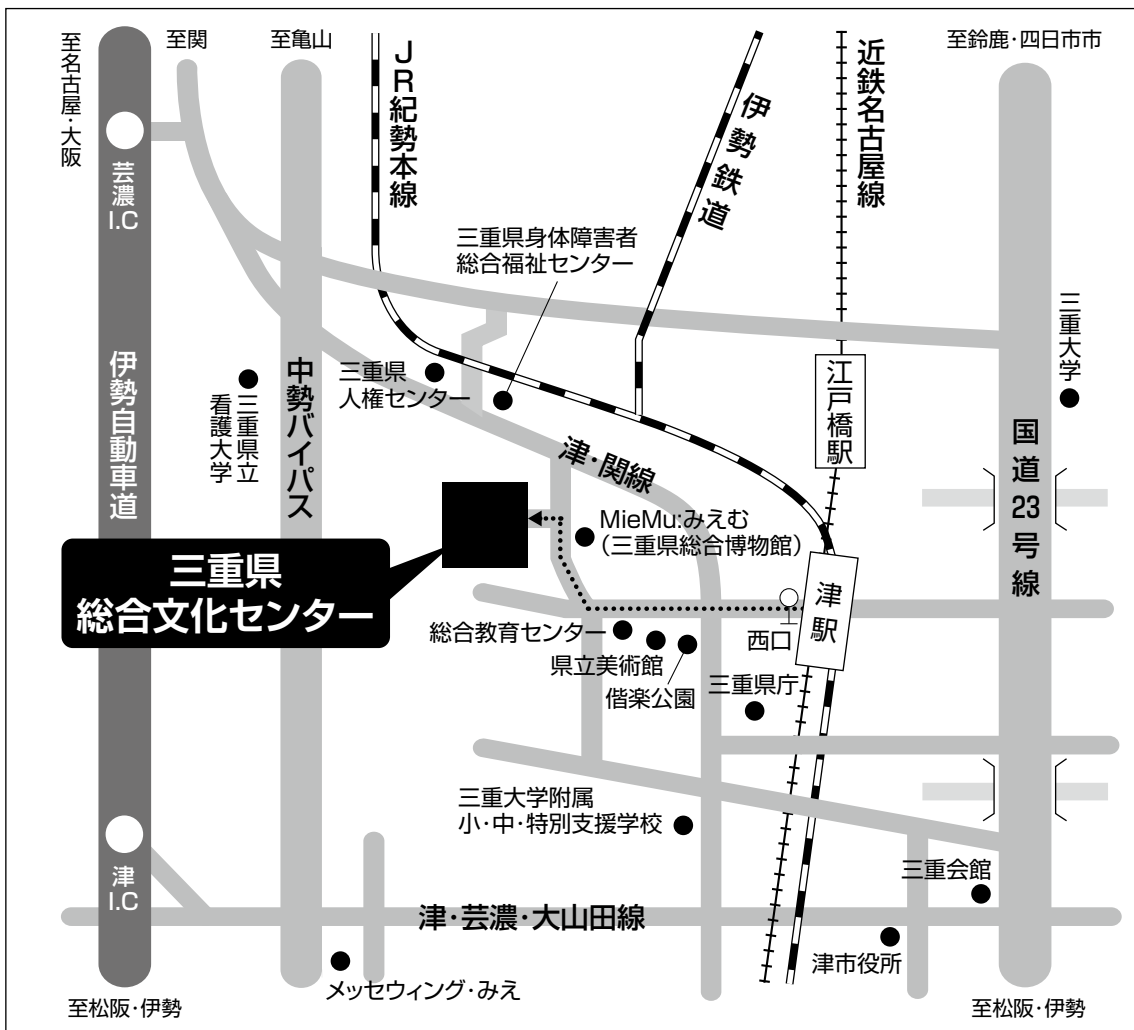 至名古屋・大阪
至関
至亀山
JR紀勢本線
伊勢鉄道
近鉄名古屋線
至鈴鹿・四日市市
芸濃
I.C
三重県身体障害者
総合福祉センター
三重大学
伊勢自動車道
三重県立
看護大学
中勢バイパス
三重県
人権センター
江戸橋駅
国道23号線
津・関線
MieMu:みえむ
(三重県総合博物館)
三重県
総合文化センター
津駅
西口
総合教育センター
県立美術館
偕楽公園
三重県庁
三重大学附属
小・中・特別支援学校
津
I.C
三重会館
津・芸濃・大山田線
津市役所
メッセウィング・みえ
至松阪・伊勢
至松阪・伊勢